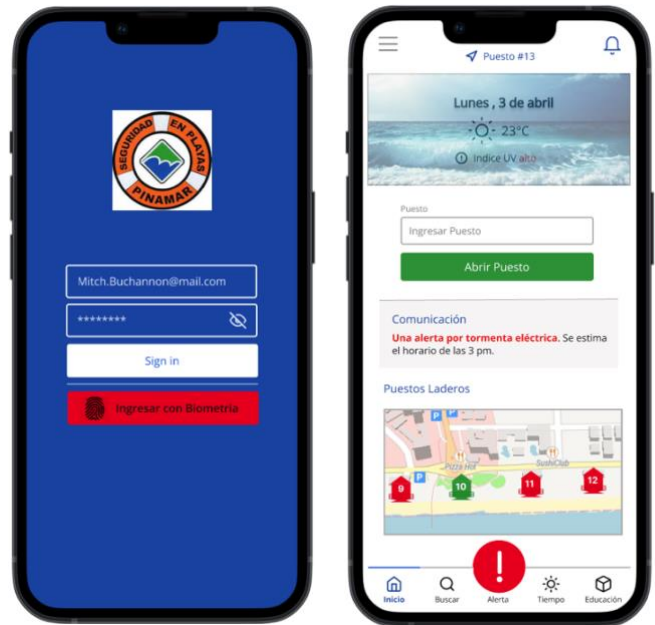 SEGURIDAD EN PLAYAS
PINAMAR
Mitch.Buchannon@mail.com
********
Sign in
Ingresar con Biometría
Puesto #13
Lunes , 3 de abril
23°C
Indice UV alto
Puesto
Ingresar Puesto
Abrir Puesto
Comunicación
Una alerta por tormenta eléctrica. Se estima
el horario de las 3 pm.
Puestos Laderos
P P
Pizza Hot
SushiClub
P
9
10
11
12
Inicio
Buscar
Alerta
Tiempo
Educación